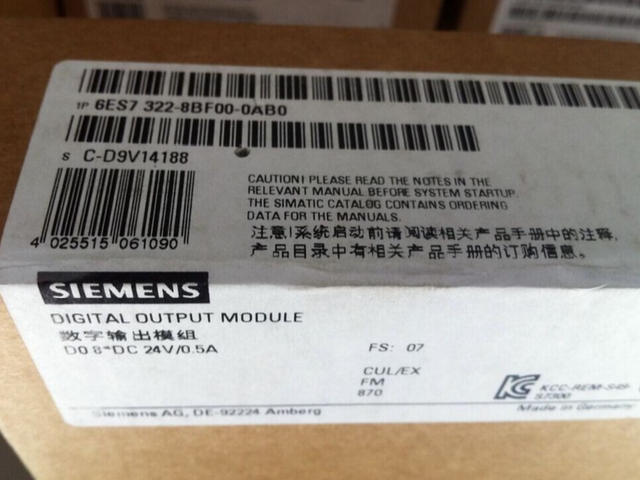 1P 6ES7 322-8BF00-0AB0
S C-D9V14188
CAUTION! PLEASE READ THE NOTES IN THE
RELEVANT MANUAL BEFORE SYSTEM STARTUP.
THE SIMATIC CATALOG CONTAINS ORDERING
DATA FOR THE MANUALS.
注意!系统启动前请阅读相关产品手册中的注释,
产品目录中有相关产品手册的订购信息。
4 025515 061090
SIEMENS
DIGITAL OUTPUT MODULE
数字输出模组
DO 8*DC 24V/0.5A
FS: 07
CUL/EX
FM
870
KCC-REM-S49-
S7300
Siemens AG, DE-92224 Amberg
Made in Germany